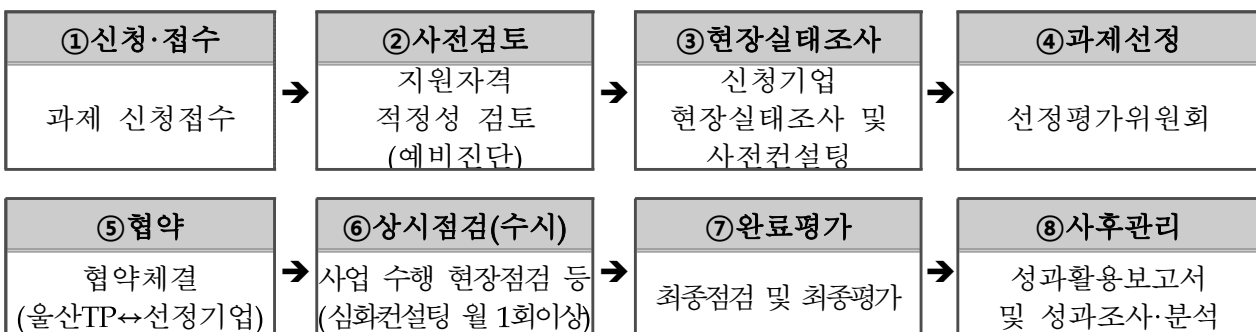 ①신청·접수
과제 신청접수
②사전검토
지원자격
적정성 검토
(예비진단)
③현장실태조사
신청기업
현장실태조사 및
사전컨설팅
④과제선정
선정평가위원회
⑤협약
협약체결
(울산TP↔선정기업)
⑥상시점검(수시)
사업 수행 현장점검 등
(심화컨설팅 월 1회이상)
⑦완료평가
최종점검 및 최종평가
⑧사후관리
성과활용보고서
및 성과조사·분석